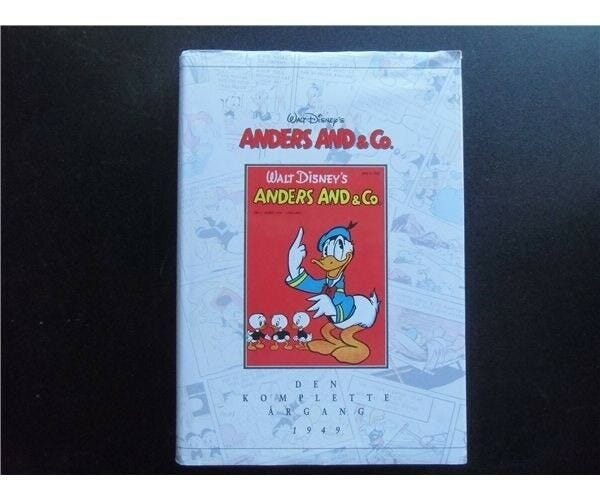 Walt Disney's
ANDERS AND & Co.
WALT DISNEY'S
ANDERS AND & Co.
DEN
KOMPLETTE
ÅRGANG
1949